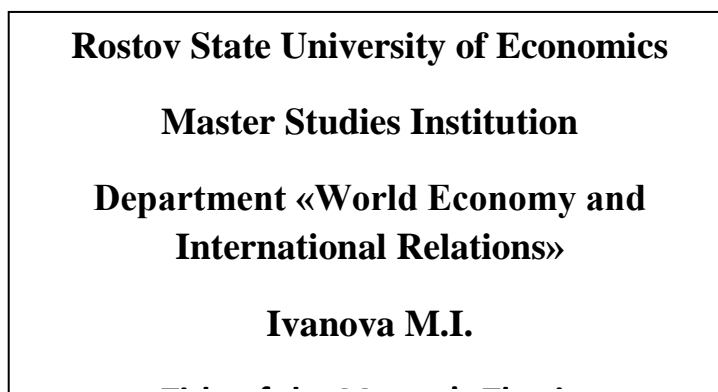 Rostov State University of Economics
Master Studies Institution
Department «World Economy and
International Relations»
Ivanova M.I.